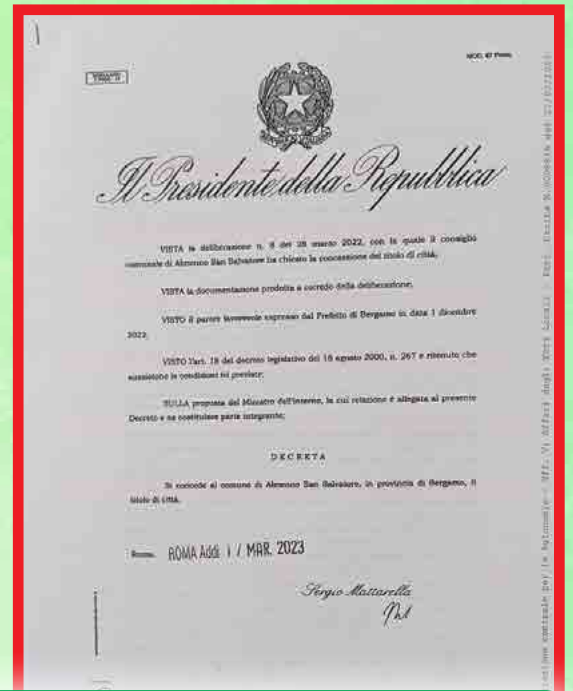 MOD. 47 Pross.
Il Presidente della Repubblica
VISTA la deliberazione n. 8 del 28 marzo 2022, con la quale il consiglio
comunale di Almenno San Salvatore ha chiesto la concessione del titolo di città;
VISTA la documentazione prodotta a corredo della deliberazione;
VISTO il parere favorevole espresso dal Prefetto di Bergamo in data 1 dicembre
2022;
VISTO l'art. 18 del decreto legislativo del 18 agosto 2000, n. 267 e ritenuto che
sussistono le condizioni ivi previste;
SULLA proposta del Ministro dell'interno, la cui relazione è allegata al presente
Decreto e ne costituisce parte integrante;
DECRETA
Si concede al comune di Almenno San Salvatore, in provincia di Bergamo, il
titolo di città.
Roma, ROMA Addì MAR. 2023
Sergio Mattarella